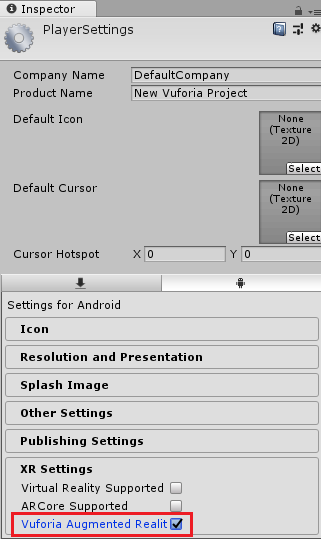 Inspector
PlayerSettings
Company Name DefaultCompany
Product Name New Vuforia Project
Default Icon
None
(Texture
2D)
Select
Default Cursor
None
(Texture
2D)
Select
Cursor Hotspot X 0 Y 0
Settings for Android
Icon
Resolution and Presentation
Splash Image
Other Settings
Publishing Settings
XR Settings
Virtual Reality Supported
ARCore Supported
Vuforia Augmented Realit